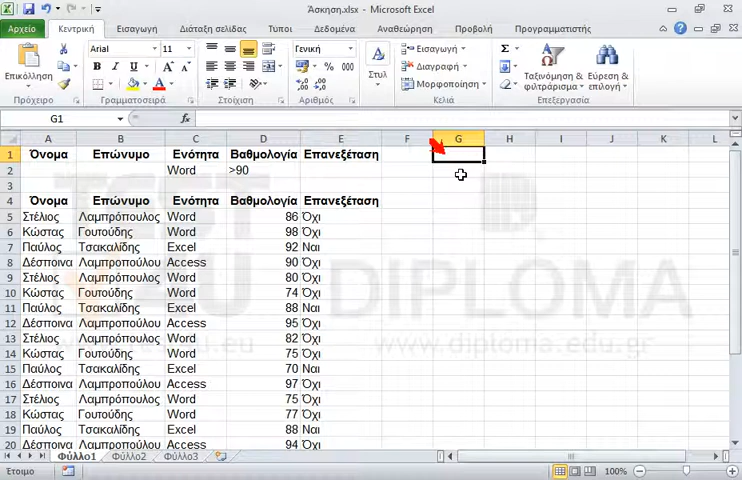 Άσκηση.xlsx - Microsoft Excel
Αρχείο Κεντρική Εισαγωγή Διάταξη σελίδας Τύποι Δεδομένα Αναθεώρηση Προβολή Προγραμματιστής
Επικόλληση
Πρόχειρο
Arial 11
B I U
A A
Γραμματοσειρά
Στοίχιση
Γενική
% 000
Αριθμός
Στυλ
Εισαγωγή
Διαγραφή
Μορφοποίηση
Κελιά
Σ
Ταξινόμηση & φιλτράρισμα
Εύρεση & επιλογή
Επεξεργασία
G1 fx
A B C D E F G H I J K L
1 Όνομα Επώνυμο Ενότητα Βαθμολογία Επανεξέταση
2 Word >90
3
4 Όνομα Επώνυμο Ενότητα Βαθμολογία Επανεξέταση
5 Στέλιος Λαμπρόπουλος Word 86 Όχι
6 Κώστας Γουτούδης Word 98 Όχι
7 Παύλος Τσακαλίδης Excel 92 Ναι
8 Δέσποινα Λαμπροπούλου Access 90 Όχι
9 Στέλιος Λαμπρόπουλος Word 80 Όχι
10 Κώστας Γουτούδης Word 74 Όχι
11 Παύλος Τσακαλίδης Excel 88 Ναι
12 Δέσποινα Λαμπροπούλου Access 95 Όχι
13 Στέλιος Λαμπρόπουλος Word 82 Όχι
14 Κώστας Γουτούδης Word 75 Όχι
15 Παύλος Τσακαλίδης Excel 70 Ναι
16 Δέσποινα Λαμπροπούλου Access 97 Όχι
17 Στέλιος Λαμπρόπουλος Word 75 Όχι
18 Κώστας Γουτούδης Word 77 Όχι
19 Παύλος Τσακαλίδης Excel 88 Ναι
20 Δέσποινα Λαμπροπούλου Access 94 Όχι
TEST
4U
DIPLOMA
www.diploma.edu.gr
Φύλλο1 Φύλλο2 Φύλλο3
Έτοιμο 100%